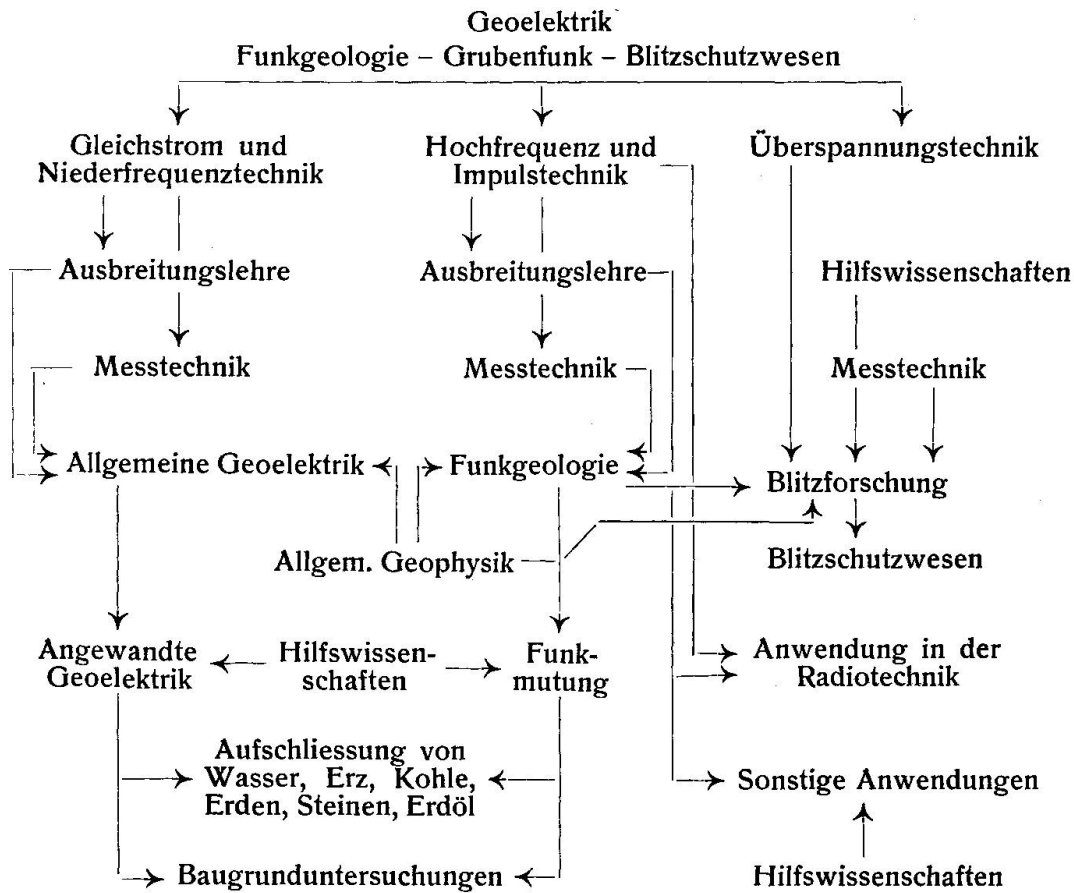 Geoelektrik
Funkgeologie – Grubenfunk – Blitzschutzwesen
Gleichstrom und
Niederfrequenztechnik
Hochfrequenz und
Impulstechnik
Überspannungstechnik
Ausbreitungslehre
Ausbreitungslehre
Hilfswissenschaften
Messtechnik
Messtechnik
Messtechnik
Allgemeine Geoelektrik
Funkgeologie
Blitzforschung
Allgem. Geophysik
Blitzschutzwesen
Angewandte
Geoelektrik
Hilfswissen-
schaften
Funk-
mutung
Anwendung in der
Radiotechnik
Aufschliessung von
Wasser, Erz, Kohle,
Erden, Steinen, Erdöl
Sonstige Anwendungen
Baugrunduntersuchungen
Hilfswissenschaften